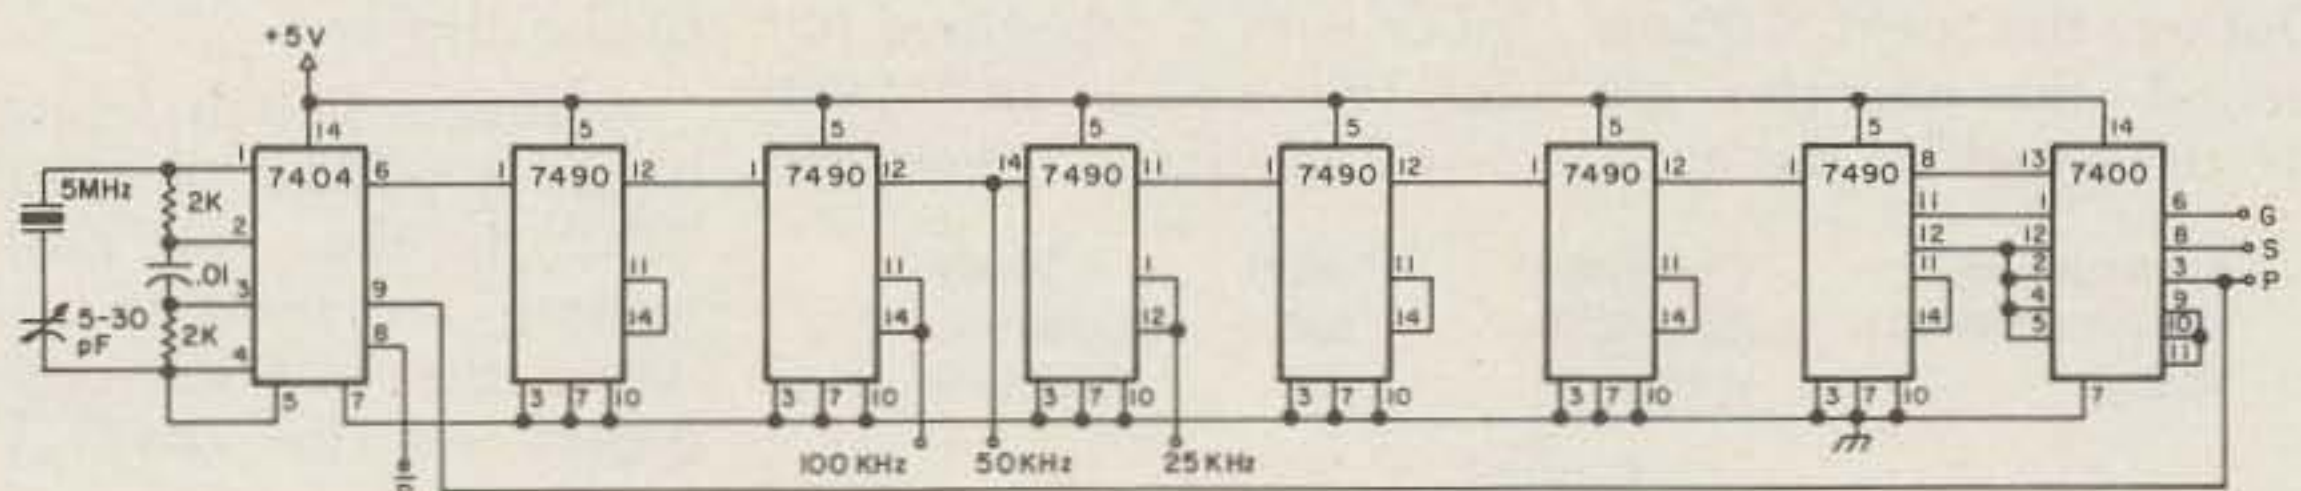 +5V
14 5 5 5 5 5 5 14
1 7404 6 1 7490 12 1 7490 12 14 7490 11 1 7490 12 1 7490 12 1 7490 8 13 7400
5MHz 2K 11 1 6 G
2 12 12 8 S
.01 11 11 1 11 11 11 2 3 P
3 9 4 9
5-30 2K 14 14 12 14 14 14 5 10
pF 8 11
4
5 7 3 7 10 3 7 10 3 7 10 3 7 10 3 7 10 3 7 10 7
100KHz 50KHz 25KHz